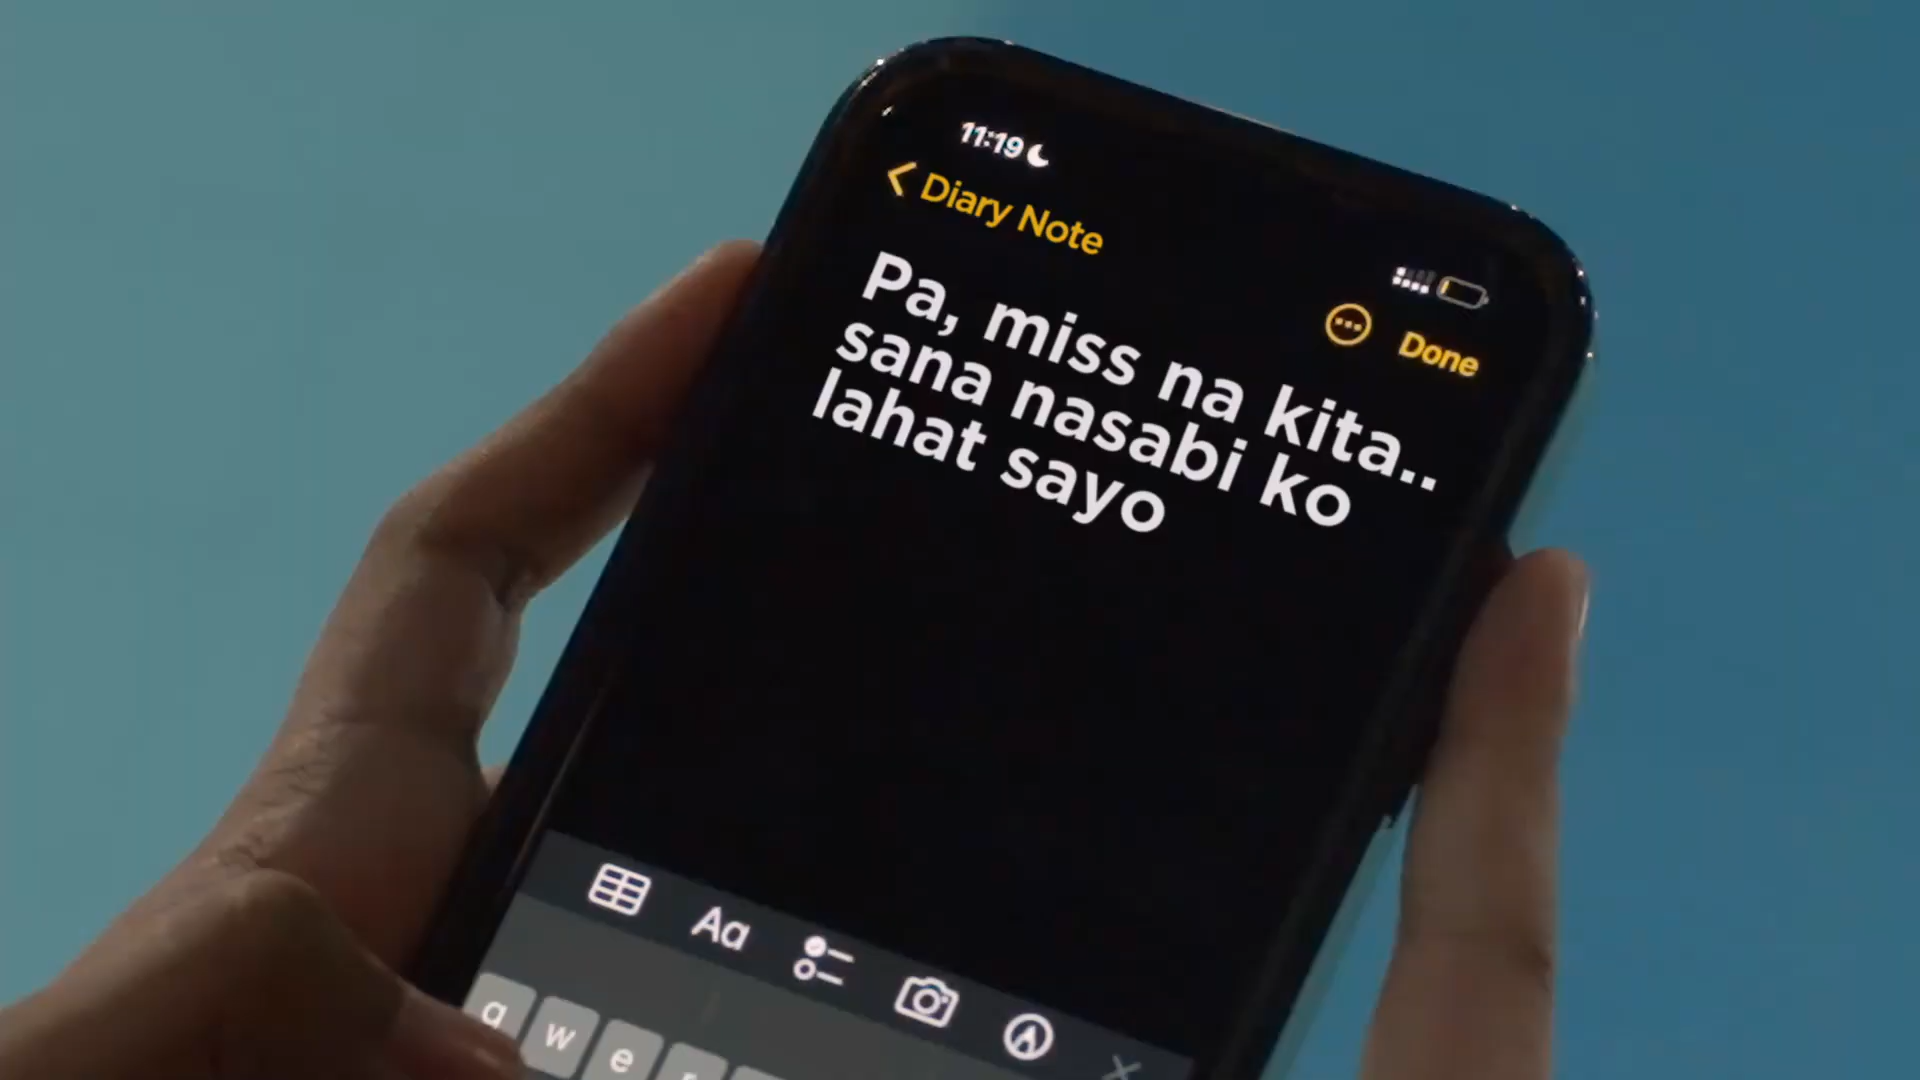 11:19
Diary Note
Done
Pa, miss na kita..
sana nasabi ko
lahat sayo
Aa
q w e